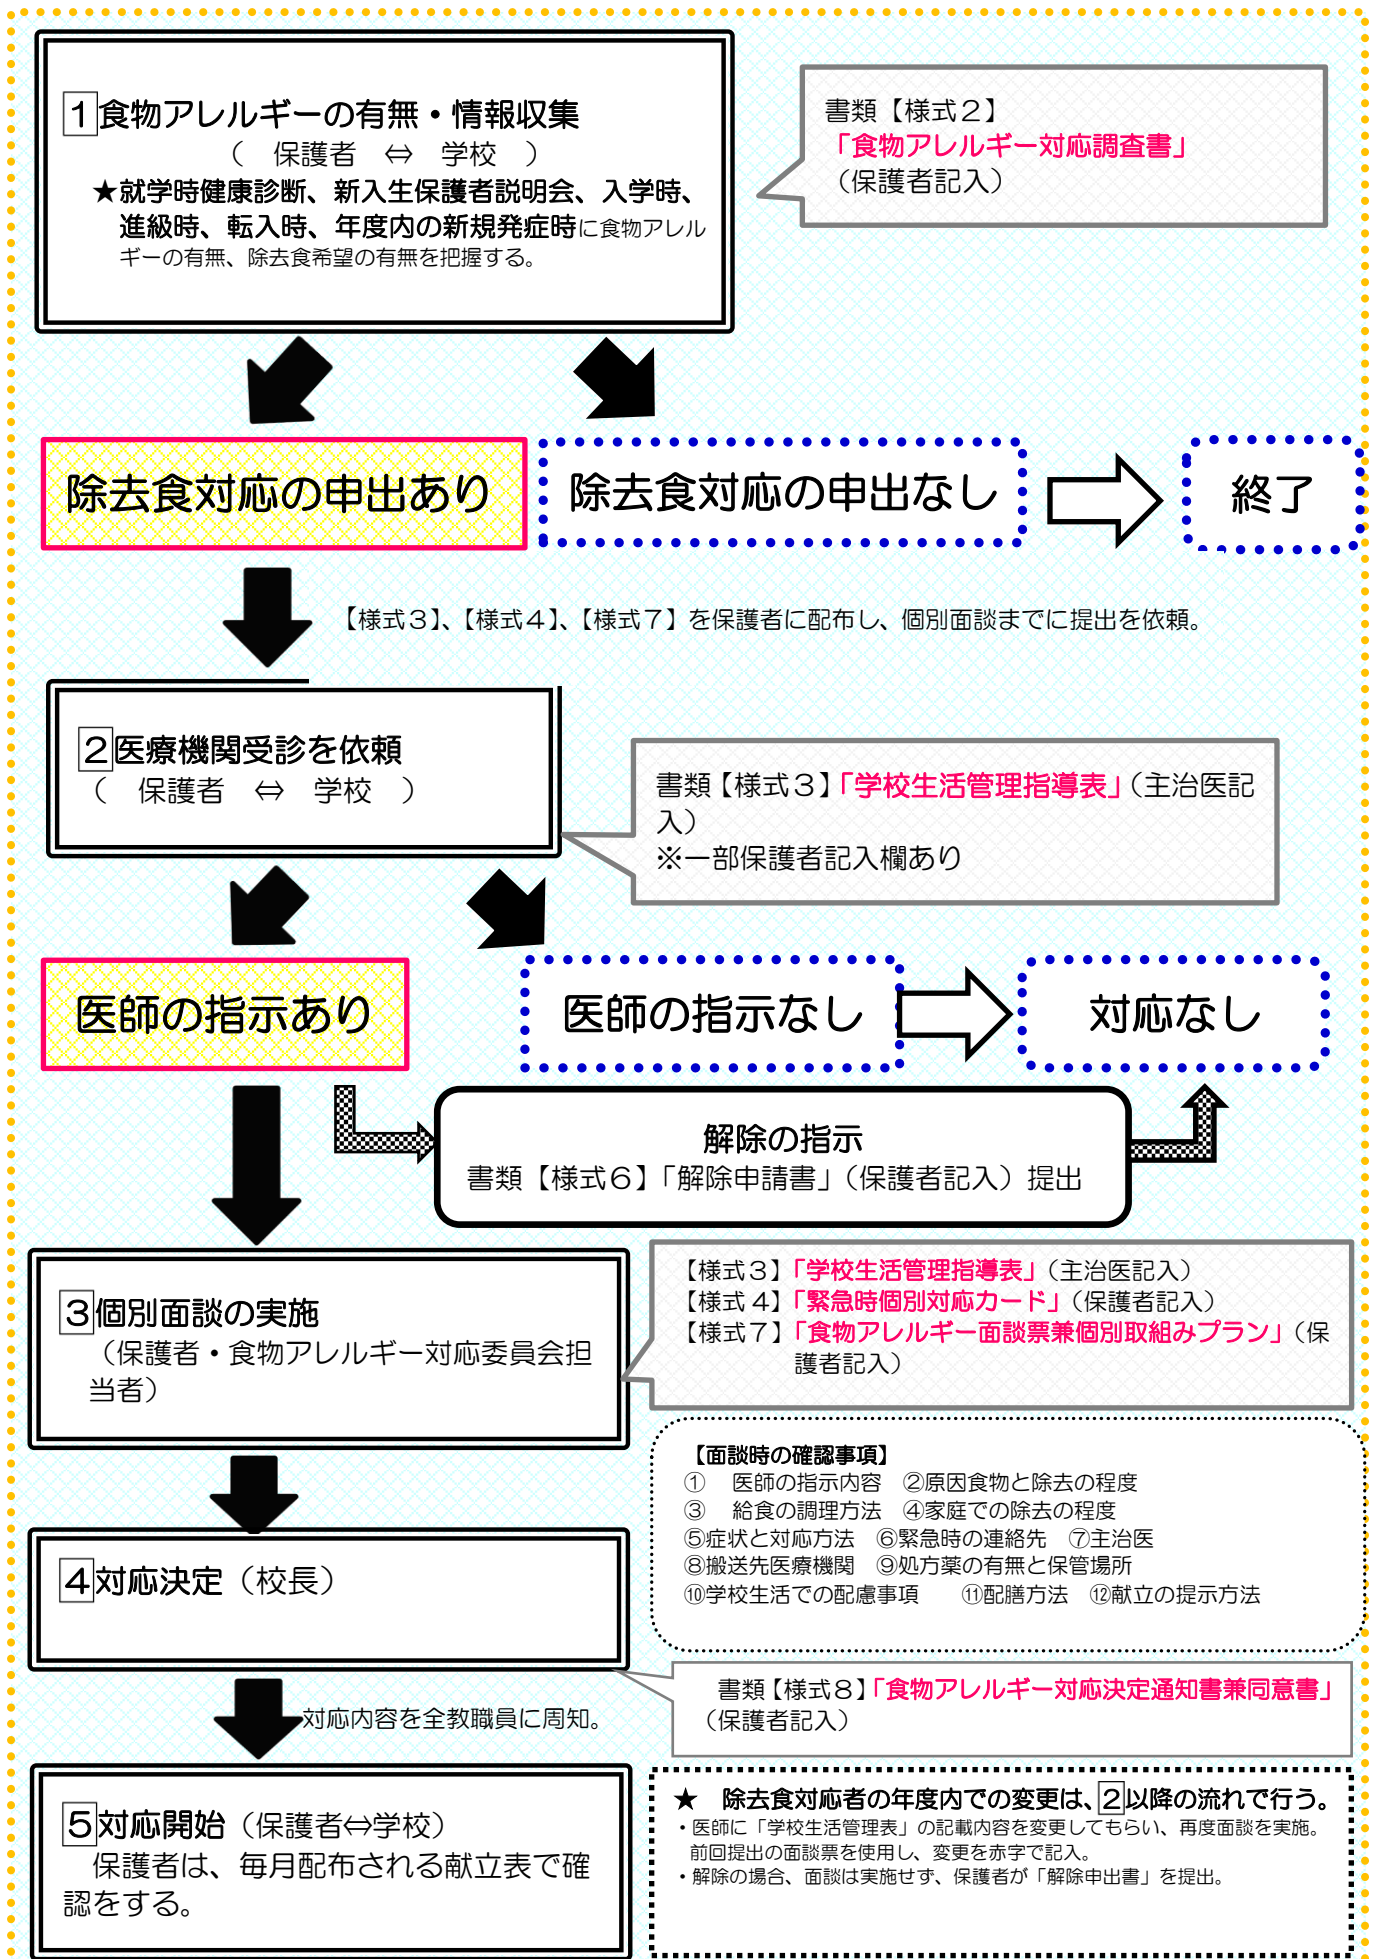 1食物アレルギーの有無・情報収集
（　保護者　⇔　学校　）
★就学時健康診断、新入生保護者説明会、入学時、
進級時、転入時、年度内の新規発症時に食物アレル
ギーの有無、除去食希望の有無を把握する。
書類【様式２】
「食物アレルギー対応調査書」
（保護者記入）
除去食対応の申出あり
除去食対応の申出なし
終了
【様式３】、【様式４】、【様式７】を保護者に配布し、個別面談までに提出を依頼。
2医療機関受診を依頼
（　保護者　⇔　学校　）
書類【様式３】「学校生活管理指導表」（主治医記
入）
※一部保護者記入欄あり
医師の指示あり
医師の指示なし
対応なし
解除の指示
書類【様式６】「解除申請書」（保護者記入）提出
3個別面談の実施
（保護者・食物アレルギー対応委員会担
当者）
【様式３】「学校生活管理指導表」（主治医記入）
【様式 4】「緊急時個別対応カード」（保護者記入）
【様式７】「食物アレルギー面談票兼個別取組みプラン」（保
護者記入）
【面談時の確認事項】
①　医師の指示内容　②原因食物と除去の程度
③　給食の調理方法　④家庭での除去の程度
⑤症状と対応方法　⑥緊急時の連絡先　⑦主治医
⑧搬送先医療機関　⑨処方薬の有無と保管場所
⑩学校生活での配慮事項　　⑪配膳方法　⑫献立の提示方法
4対応決定（校長）
書類【様式８】「食物アレルギー対応決定通知書兼同意書」
（保護者記入）
対応内容を全教職員に周知。
5対応開始（保護者⇔学校）
保護者は、毎月配布される献立表で確
認をする。
★　除去食対応者の年度内での変更は、2以降の流れで行う。
・医師に「学校生活管理表」の記載内容を変更してもらい、再度面談を実施。
前回提出の面談票を使用し、変更を赤字で記入。
・解除の場合、面談は実施せず、保護者が「解除申出書」を提出。